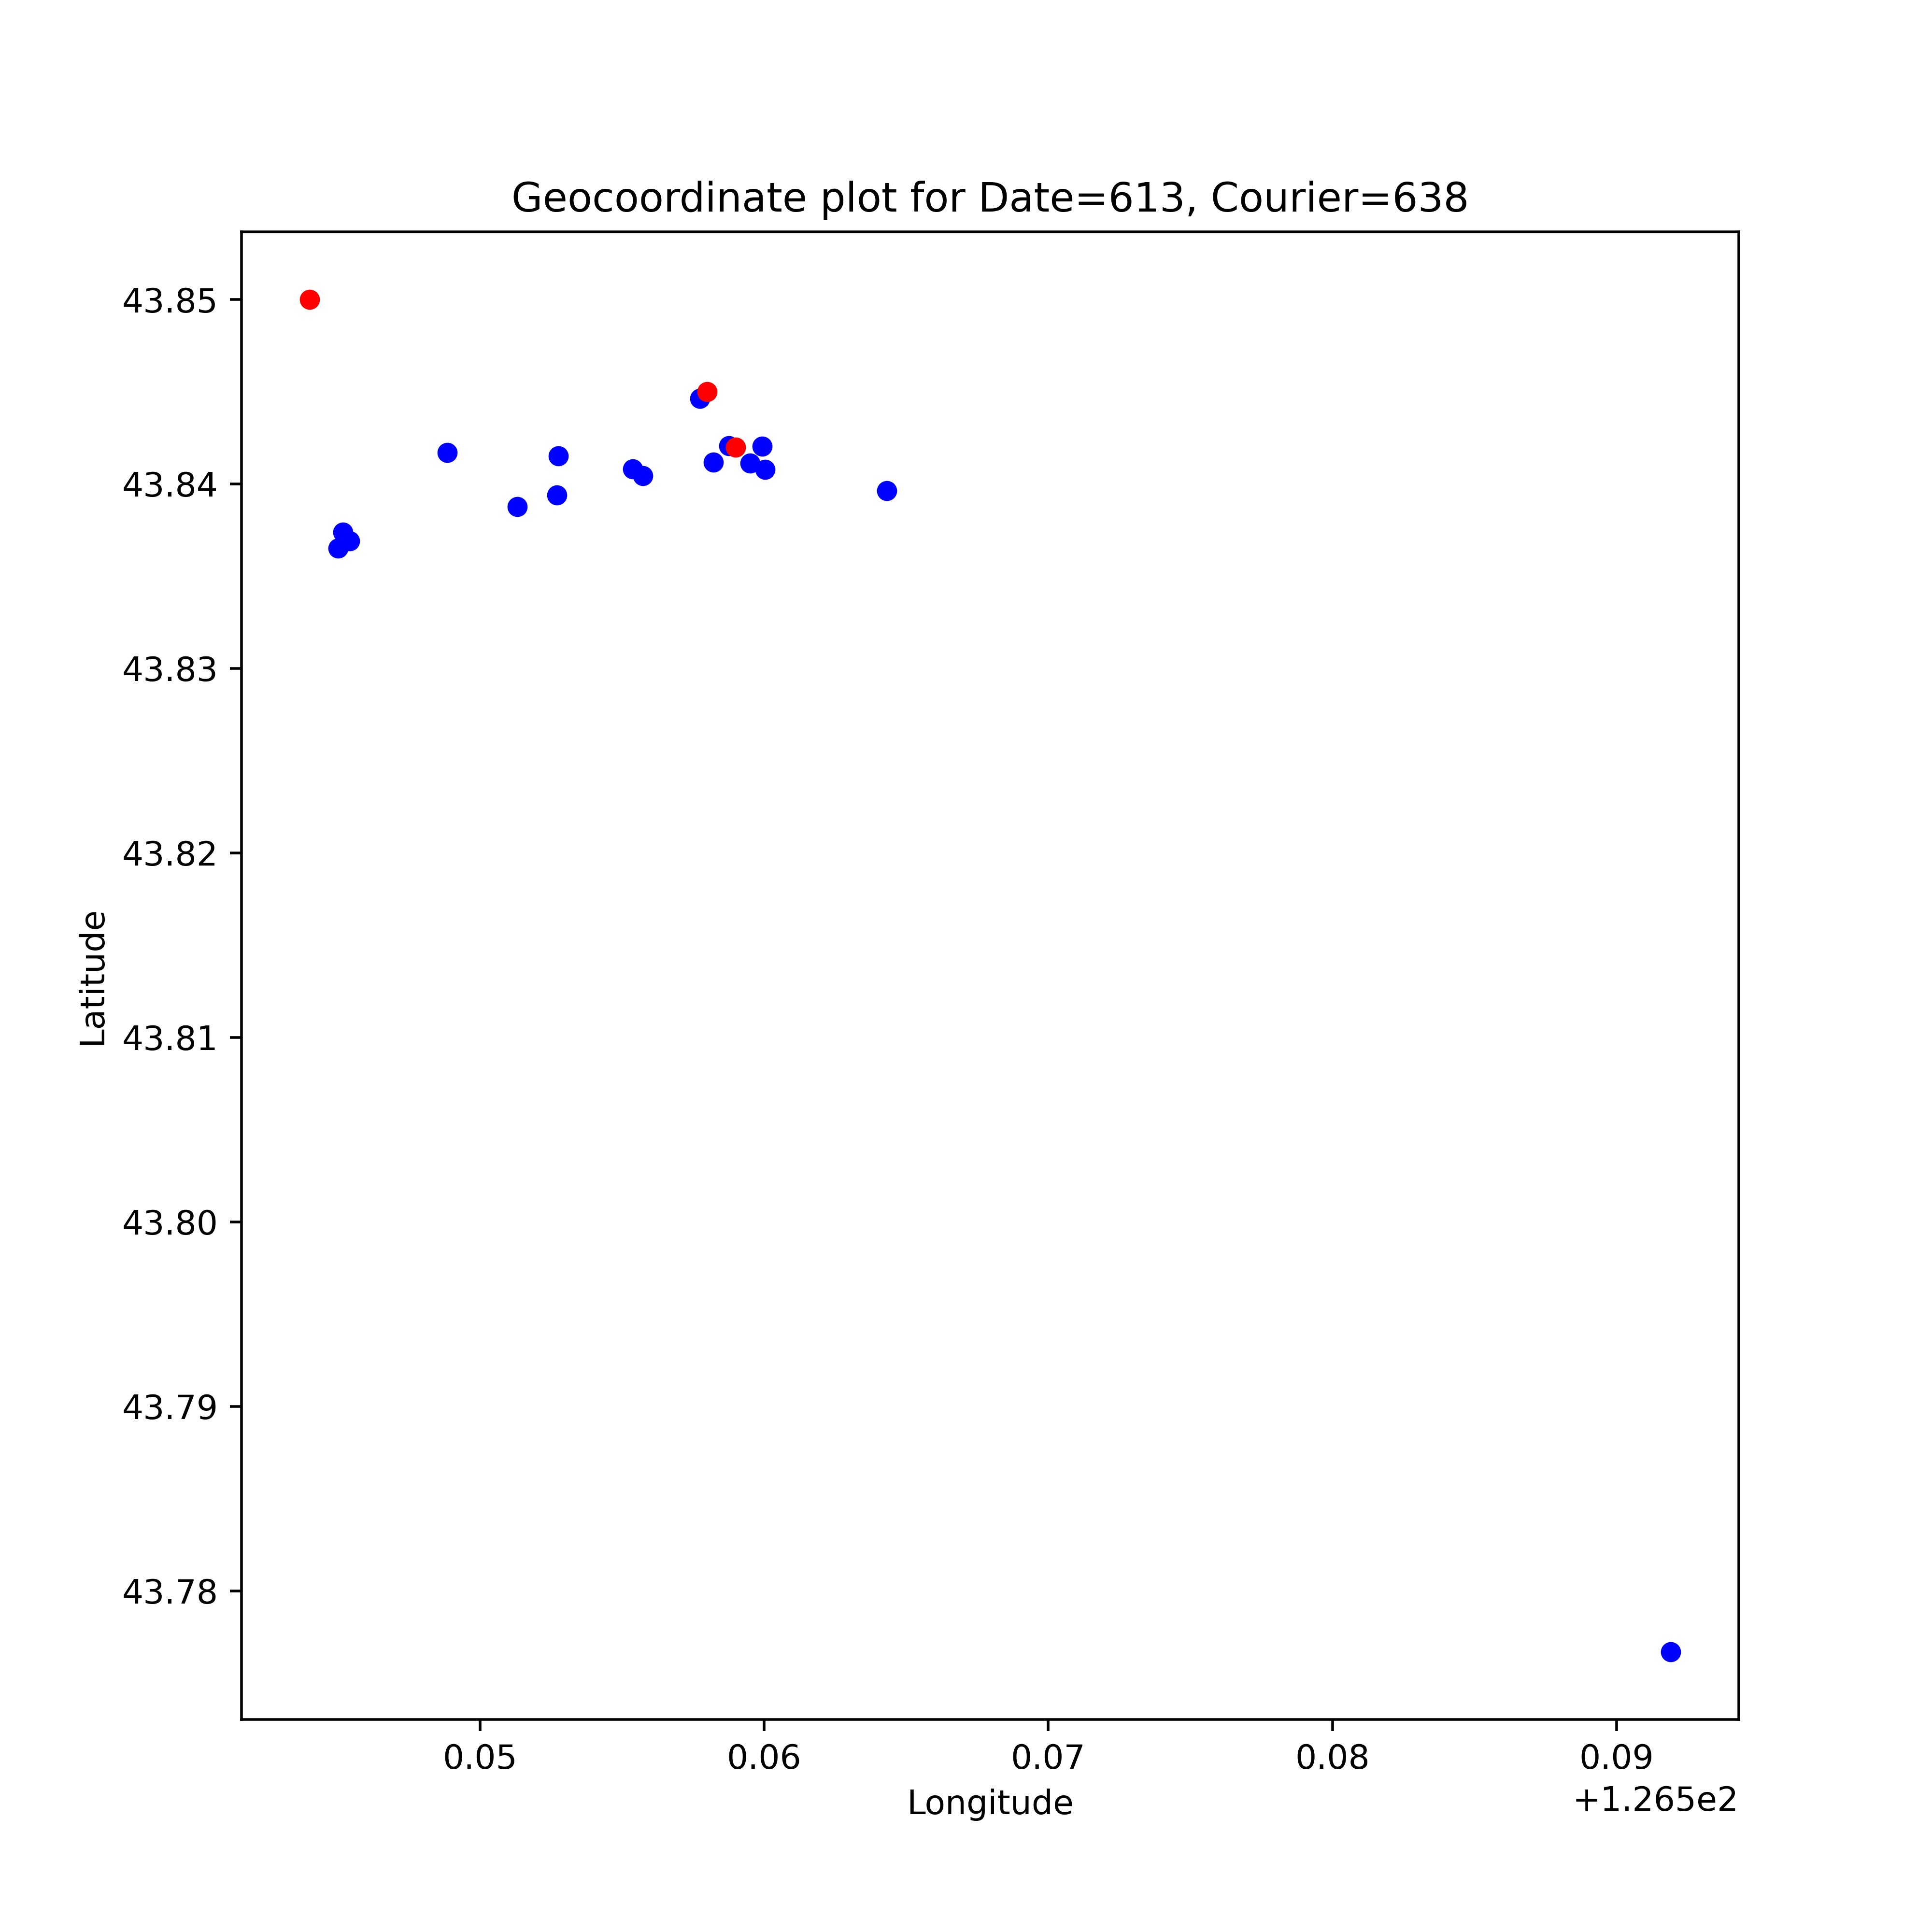 Geocoordinate plot for Date=613, Courier=638
43.85
43.84
43.83
43.82
43.81
43.80
43.79
43.78
Latitude
0.05 0.06 0.07 0.08 0.09
+1.265e2
Longitude